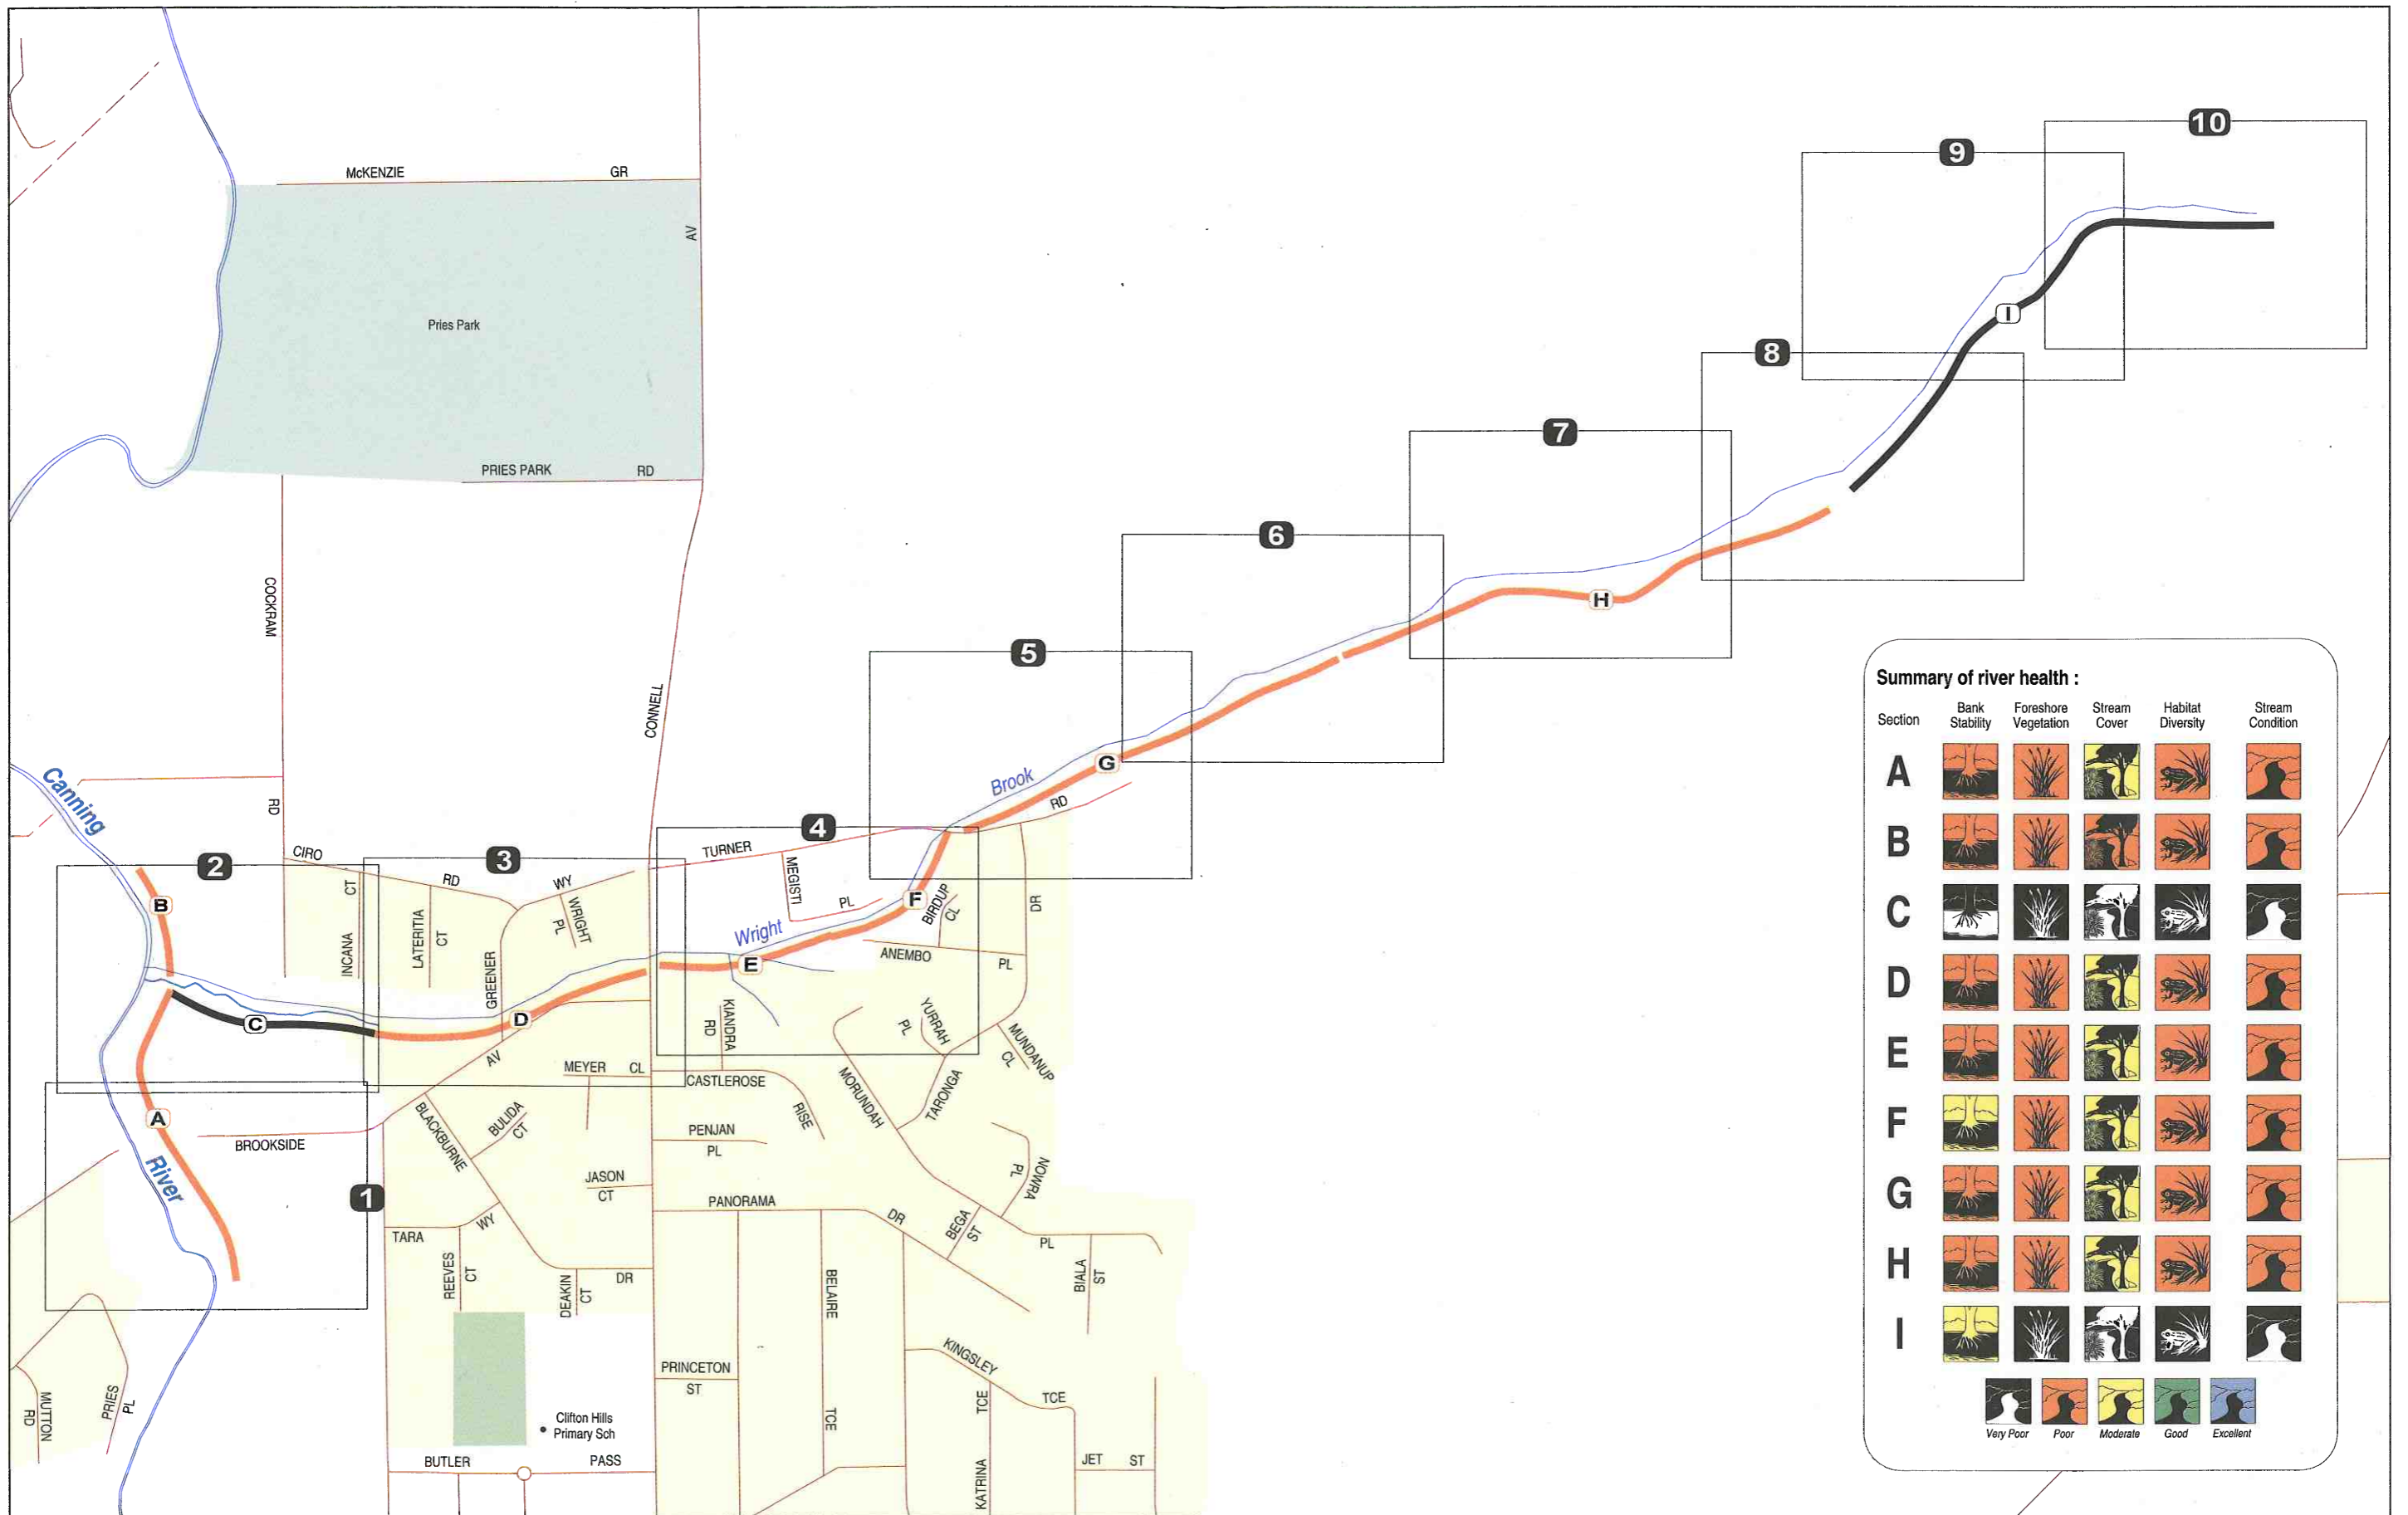 10
9
McKENZIE GR
AV
Pries Park
I
8
7
PRIES PARK RD
6
COCKRAM
RD
H
5
CONNELL
G
Canning
River
Brook
RD
4
TURNER
MEGISTI
PL
F
BIRDUP
CL
DR
2
B
CIRO
RD
3
WY
WRIGHT
PL
CT
INCANA
LATERITIA
CT
GREENER
Wright
E
ANEMBO
PL
C
D
AV
KIANDRA
RD
YURRAH
PL
MUNDANUP
CL
MEYER CL
CASTLEROSE
RISE
MORUNDAH
TARONGA
A
BROOKSIDE
BLACKBURNE
BULIDA
CT
PENJAN
PL
NOWRA
PL
1
JASON
CT
PANORAMA
DR
BEGA
ST
PL
TARA
WY
REEVES
CT
DEAKIN
CT
DR
BELAIRE
TCE
BIALA
ST
PRINCETON
ST
KINGSLEY
TCE
KATRINA
TCE
JET ST
MUTTON
RD
PRIES
PL
Clifton Hills
Primary Sch
BUTLER PASS
Summary of river health :
Section
Bank
Stability
Foreshore
Vegetation
Stream
Cover
Habitat
Diversity
Stream
Condition
A
B
C
D
E
F
G
H
I
Very Poor Poor Moderate Good Excellent